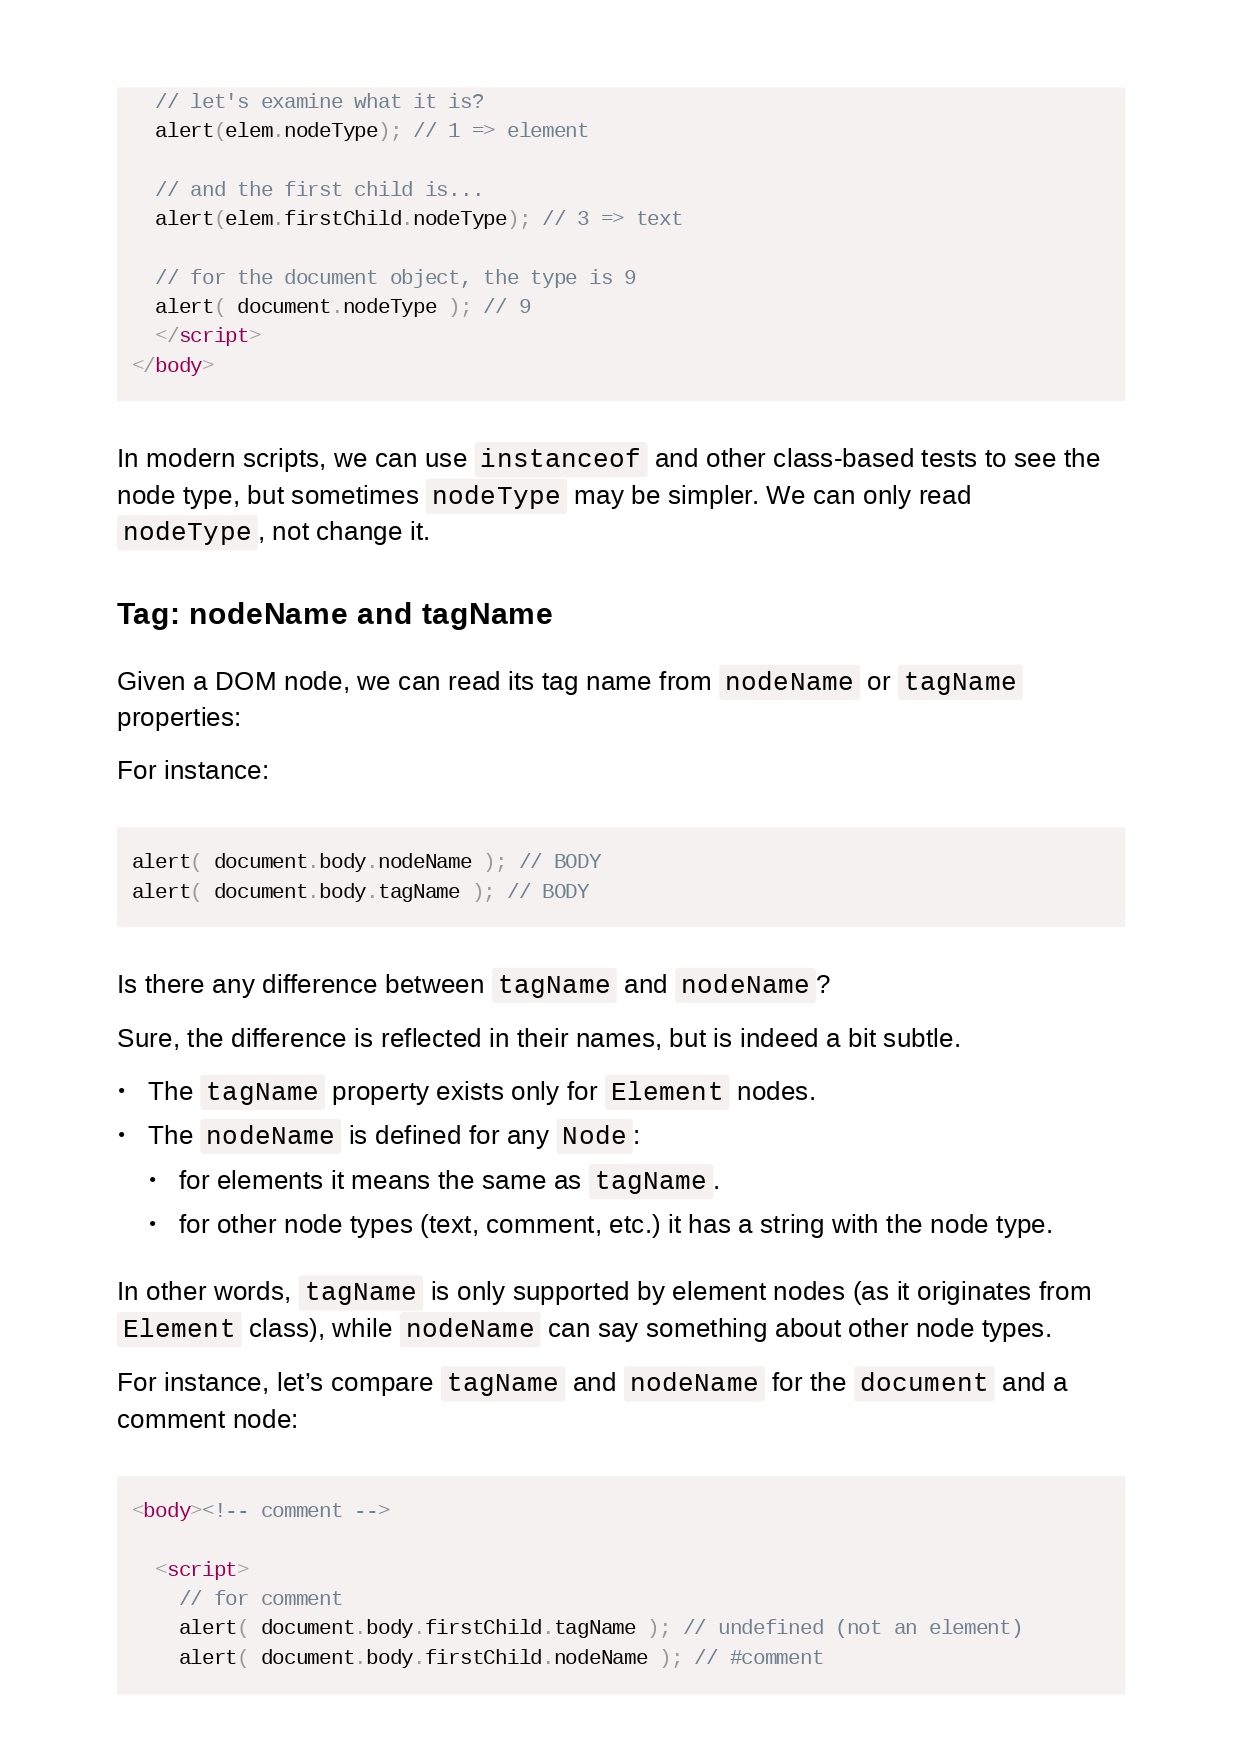 // let's examine what it is?
alert(elem.nodeType); // 1 => element
// and the first child is...
alert(elem.firstChild.nodeType); // 3 => text
// for the document object, the type is 9
alert( document.nodeType ); // 9
</script>
</body>
In modern scripts, we can use instanceof and other class-based tests to see the
node type, but sometimes nodeType may be simpler. We can only read
nodeType, not change it.
Tag: nodeName and tagName
Given a DOM node, we can read its tag name from nodeName or tagName
properties:
For instance:
alert( document.body.nodeName ); // BODY
alert( document.body.tagName ); // BODY
Is there any difference between tagName and nodeName?
Sure, the difference is reflected in their names, but is indeed a bit subtle.
• The tagName property exists only for Element nodes.
• The nodeName is defined for any Node:
• for elements it means the same as tagName.
• for other node types (text, comment, etc.) it has a string with the node type.
In other words, tagName is only supported by element nodes (as it originates from
Element class), while nodeName can say something about other node types.
For instance, let’s compare tagName and nodeName for the document and a
comment node:
<body><!-- comment -->
<script>
// for comment
alert( document.body.firstChild.tagName ); // undefined (not an element)
alert( document.body.firstChild.nodeName ); // #comment